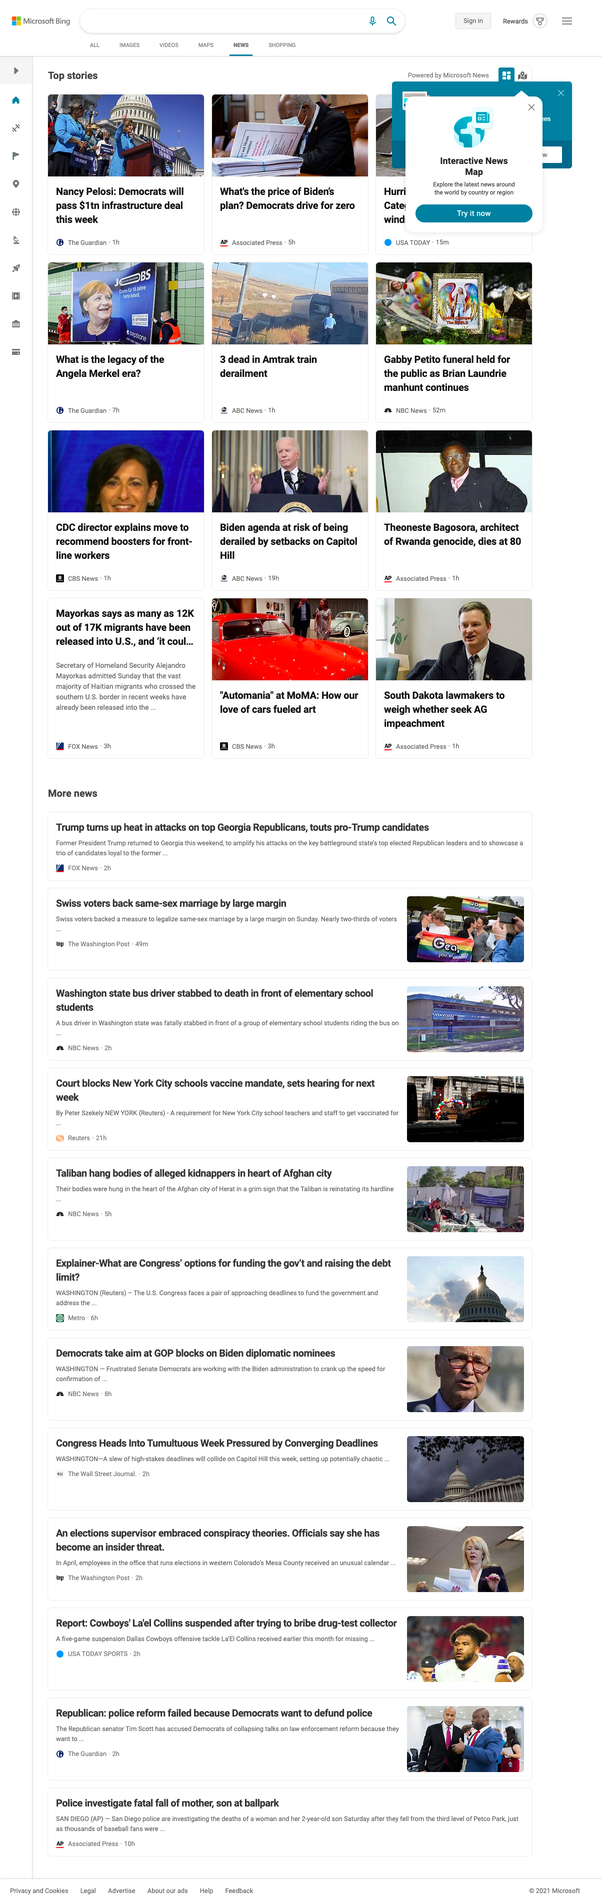 Microsoft Bing
Sign in
Rewards
ALL
IMAGES
VIDEOS
MAPS
NEWS
SHOPPING
Top stories
Powered by Microsoft News
Interactive News
Map
Explore the latest news around
the world by country or region
Try it now
Nancy Pelosi: Democrats will
pass $1tn infrastructure deal
this week
The Guardian · 1h
What's the price of Biden's
plan? Democrats drive for zero
AP Associated Press · 5h
Hurri
Cate
wind
USA TODAY · 15m
What is the legacy of the
Angela Merkel era?
The Guardian · 7h
3 dead in Amtrak train
derailment
ABC News · 1h
Gabby Petito funeral held for
the public as Brian Laundrie
manhunt continues
NBC News · 52m
CDC director explains move to
recommend boosters for front-
line workers
CBS News · 1h
Biden agenda at risk of being
derailed by setbacks on Capitol
Hill
ABC News · 19h
Theoneste Bagosora, architect
of Rwanda genocide, dies at 80
AP Associated Press · 1h
Mayorkas says as many as 12K
out of 17K migrants have been
released into U.S., and 'it coul...
Secretary of Homeland Security Alejandro
Mayorkas admitted Sunday that the vast
majority of Haitian migrants who crossed the
southern U.S. border in recent weeks have
already been released into the ...
FOX News · 3h
"Automania" at MoMA: How our
love of cars fueled art
CBS News · 3h
South Dakota lawmakers to
weigh whether seek AG
impeachment
AP Associated Press · 1h
More news
Trump turns up heat in attacks on top Georgia Republicans, touts pro-Trump candidates
Former President Trump returned to Georgia this weekend, to amplify his attacks on the key battleground state's top elected Republican leaders and to showcase a
trio of candidates loyal to the former ...
FOX News · 2h
Swiss voters back same-sex marriage by large margin
Swiss voters backed a measure to legalize same-sex marriage by a large margin on Sunday. Nearly two-thirds of voters
...
wp The Washington Post · 49m
Washington state bus driver stabbed to death in front of elementary school
students
A bus driver in Washington state was fatally stabbed in front of a group of elementary school students riding the bus on
...
NBC News · 2h
Court blocks New York City schools vaccine mandate, sets hearing for next
week
By Peter Szekely NEW YORK (Reuters) - A requirement for New York City school teachers and staff to get vaccinated for
...
Reuters · 21h
Taliban hang bodies of alleged kidnappers in heart of Afghan city
Their bodies were hung in the heart of the Afghan city of Herat in a grim sign that the Taliban is reinstating its hardline
...
NBC News · 5h
Explainer-What are Congress' options for funding the gov't and raising the debt
limit?
WASHINGTON (Reuters) – The U.S. Congress faces a pair of approaching deadlines to fund the government and
address the ...
Metro · 6h
Democrats take aim at GOP blocks on Biden diplomatic nominees
WASHINGTON — Frustrated Senate Democrats are working with the Biden administration to crank up the speed for
confirmation of ...
NBC News · 8h
Congress Heads Into Tumultuous Week Pressured by Converging Deadlines
WASHINGTON—A slew of high-stakes deadlines will collide on Capitol Hill this week, setting up potentially chaotic ...
WSJ The Wall Street Journal. · 2h
An elections supervisor embraced conspiracy theories. Officials say she has
become an insider threat.
In April, employees in the office that runs elections in western Colorado's Mesa County received an unusual calendar ...
wp The Washington Post · 2h
Report: Cowboys' La'el Collins suspended after trying to bribe drug-test collector
A five-game suspension Dallas Cowboys offensive tackle La'El Collins received earlier this month for missing ...
USA TODAY SPORTS · 2h
Republican: police reform failed because Democrats want to defund police
The Republican senator Tim Scott has accused Democrats of collapsing talks on law enforcement reform because they
want to ...
The Guardian · 2h
Police investigate fatal fall of mother, son at ballpark
SAN DIEGO (AP) — San Diego police are investigating the deaths of a woman and her 2-year-old son Saturday after they fell from the third level of Petco Park, just
as thousands of baseball fans were ...
AP Associated Press · 10h
Privacy and Cookies
Legal
Advertise
About our ads
Help
Feedback
© 2021 Microsoft